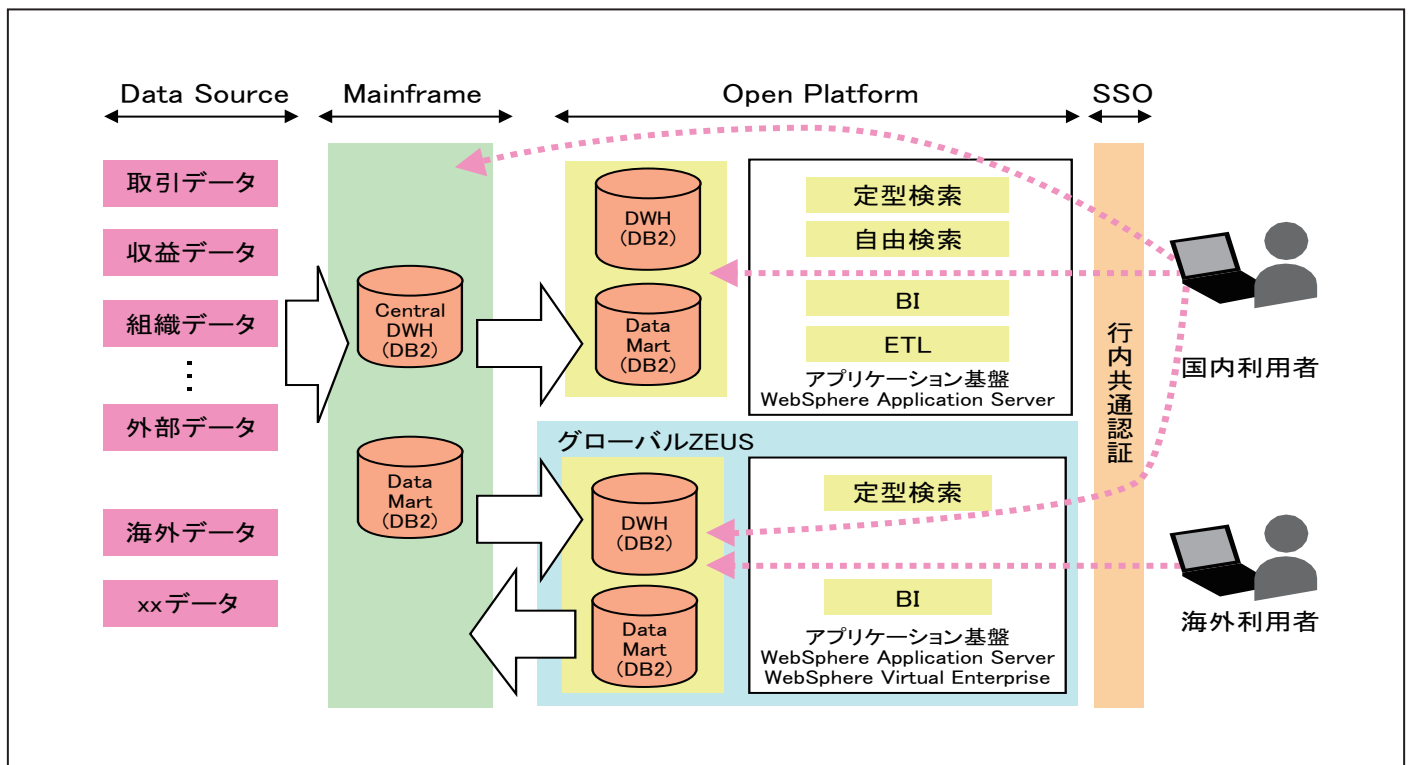 Data Source
Mainframe
Open Platform
SSO
取引データ
収益データ
組織データ
外部データ
海外データ
xxデータ
Central
DWH
(DB2)
Data
Mart
(DB2)
DWH
(DB2)
Data
Mart
(DB2)
定型検索
自由検索
BI
ETL
アプリケーション基盤
WebSphere Application Server
グローバルZEUS
DWH
(DB2)
Data
Mart
(DB2)
定型検索
BI
アプリケーション基盤
WebSphere Application Server
WebSphere Virtual Enterprise
行内共通認証
国内利用者
海外利用者